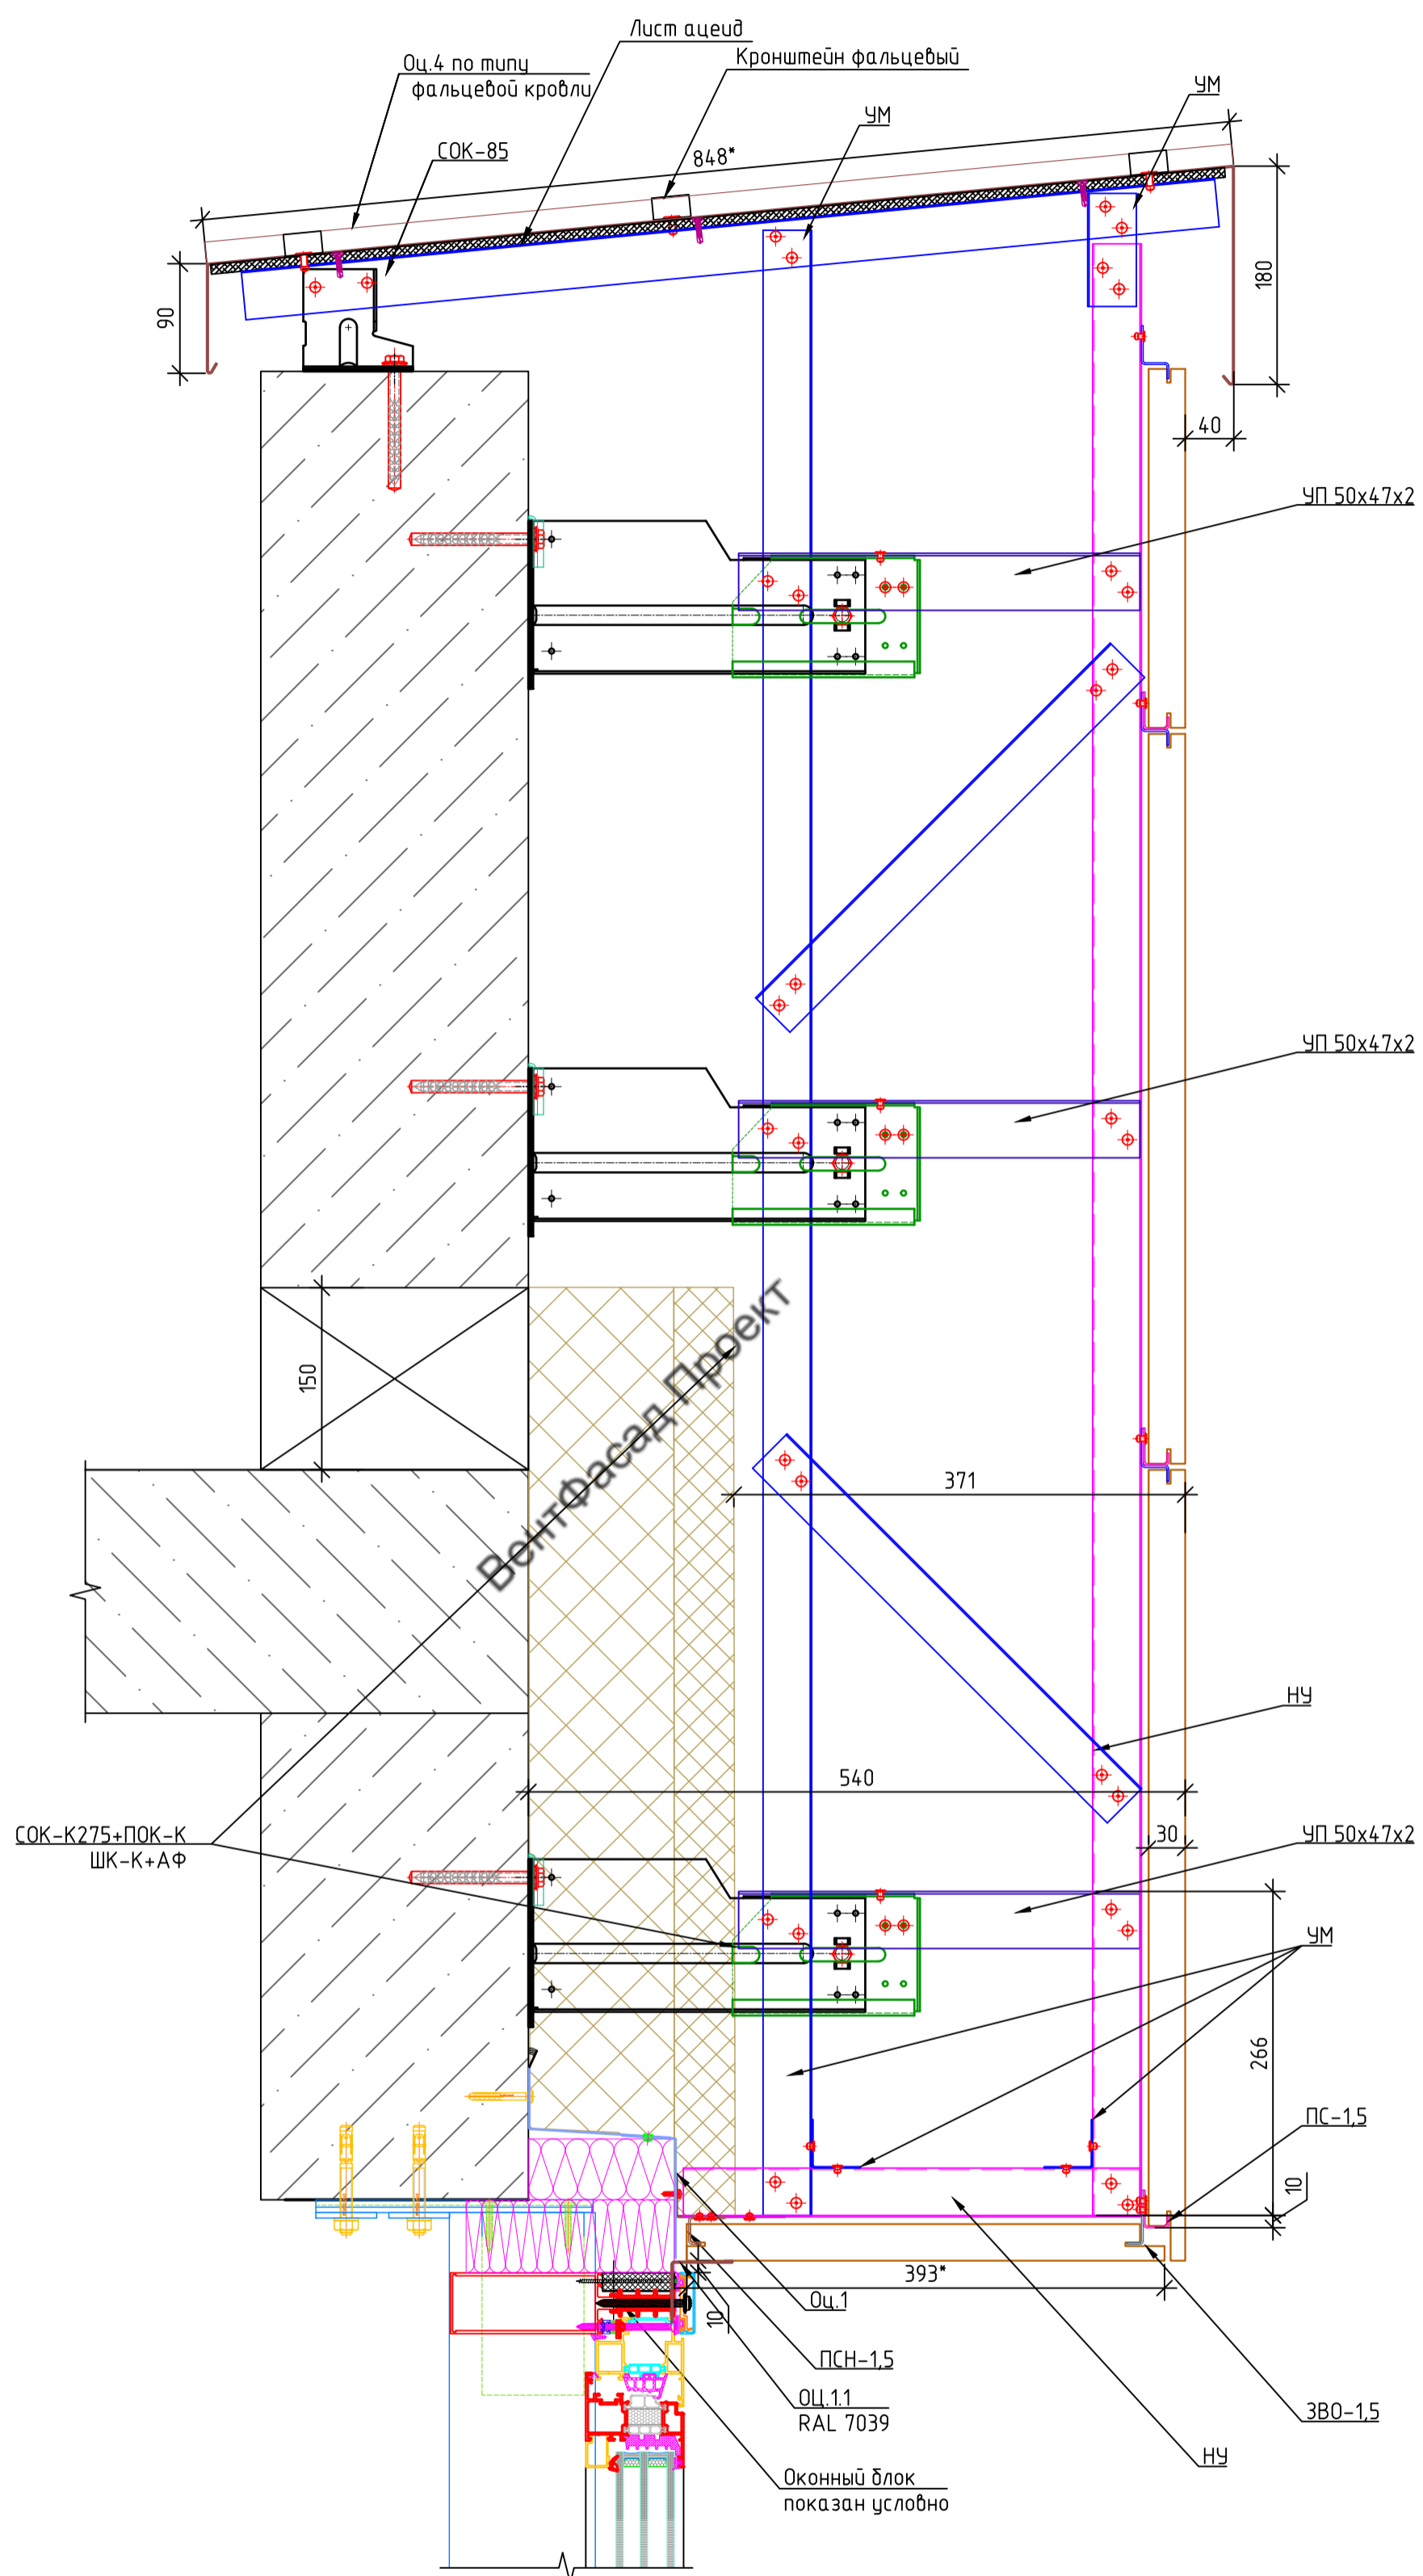 Лист ацеид
Оц.4 по типу
фальцевой кровли
Кронштейн фальцевый
УМ
УМ
СОК-85
848*
90
180
40
УП 50х47х2
УП 50х47х2
150
ВентФасад Проект
371
НУ
540
СОК-К275+ПОК-К
ШК-К+АФ
30
УП 50х47х2
УМ
266
ПС-1,5
10
393*
Оц.1
10
ПСН-1,5
ОЦ.1.1
RAL 7039
ЗВО-1,5
НУ
Оконный блок
показан условно